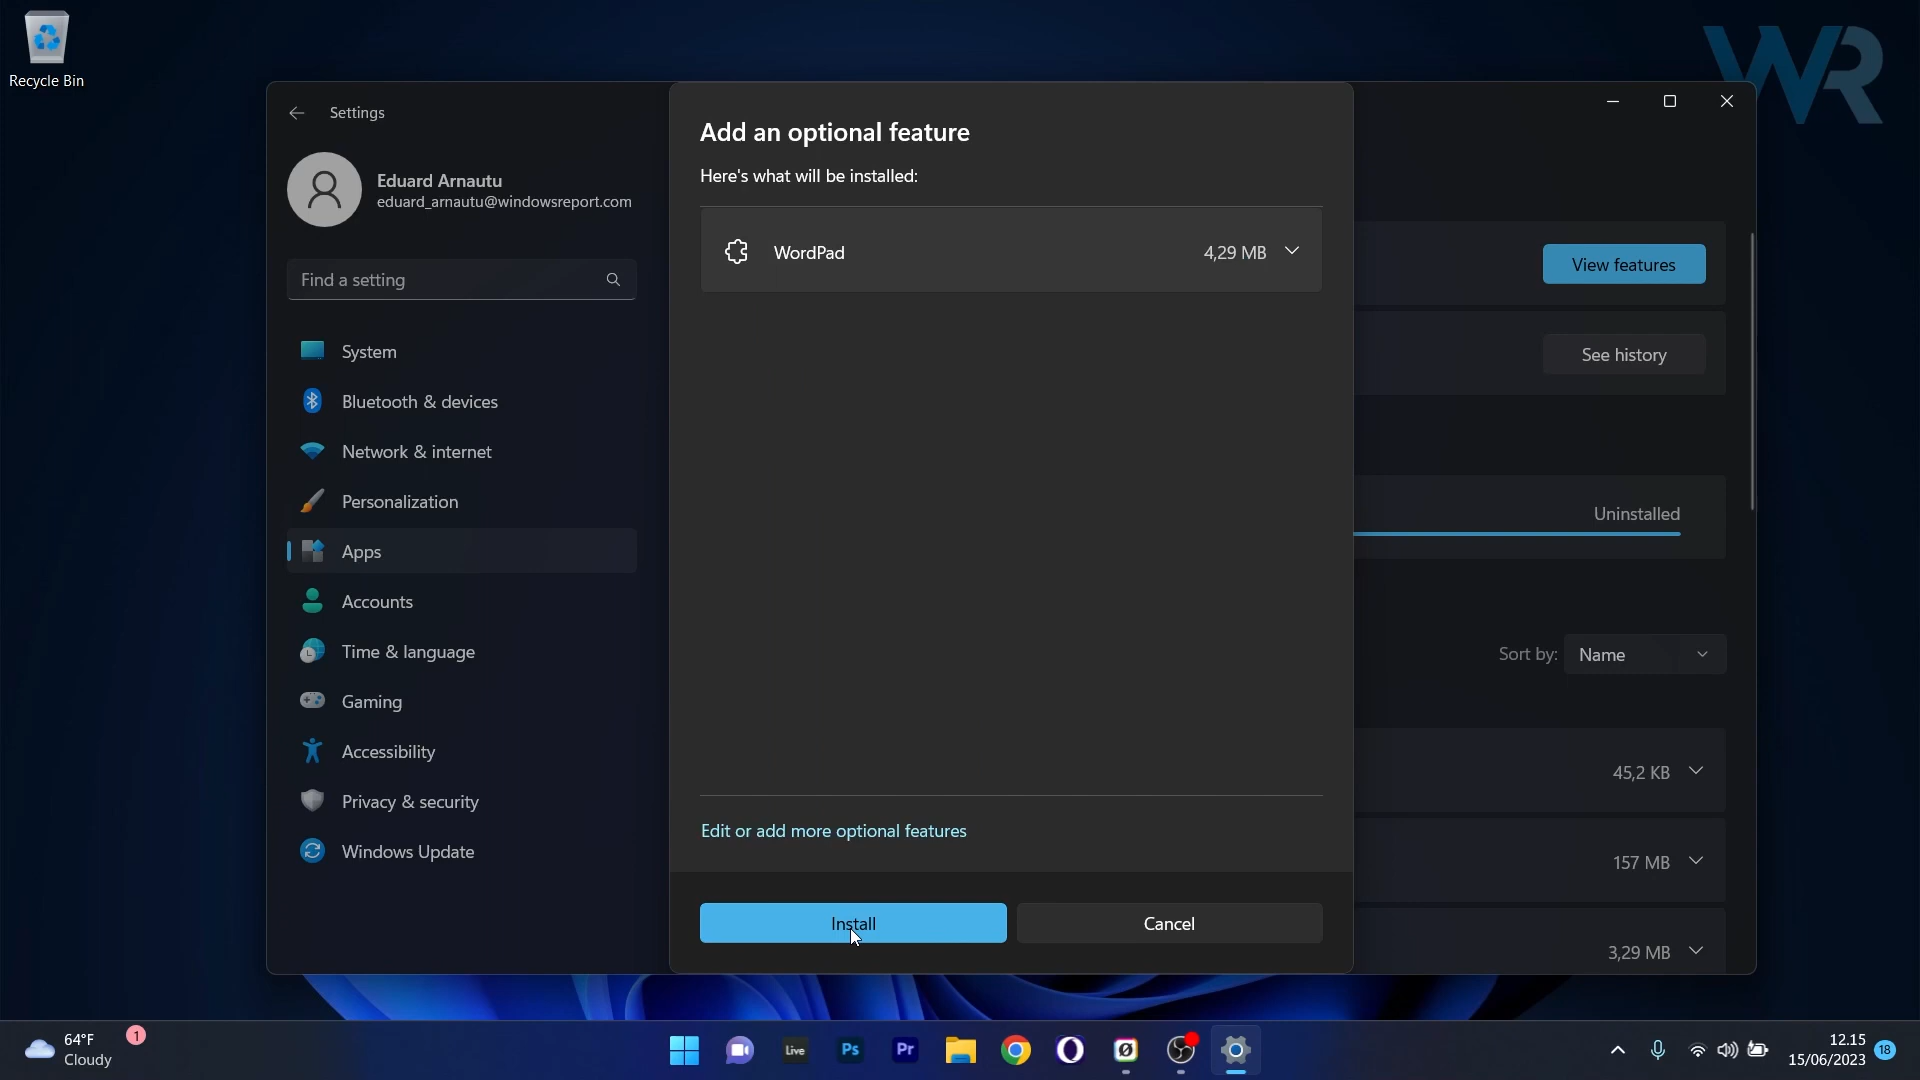 Recycle Bin
WR
Settings
Eduard Arnautu
eduard_arnautu@windowsreport.com
Find a setting
System
Bluetooth & devices
Network & internet
Personalization
Apps
Accounts
Time & language
Gaming
Accessibility
Privacy & security
Windows Update
Add an optional feature
Here's what will be installed:
WordPad 4,29 MB
Edit or add more optional features
Install Cancel
View features
See history
Uninstalled
Sort by: Name
45,2 KB
157 MB
3,29 MB
64°F
Cloudy
1
Live
Ps
Pr
12.15
15/06/2023
18